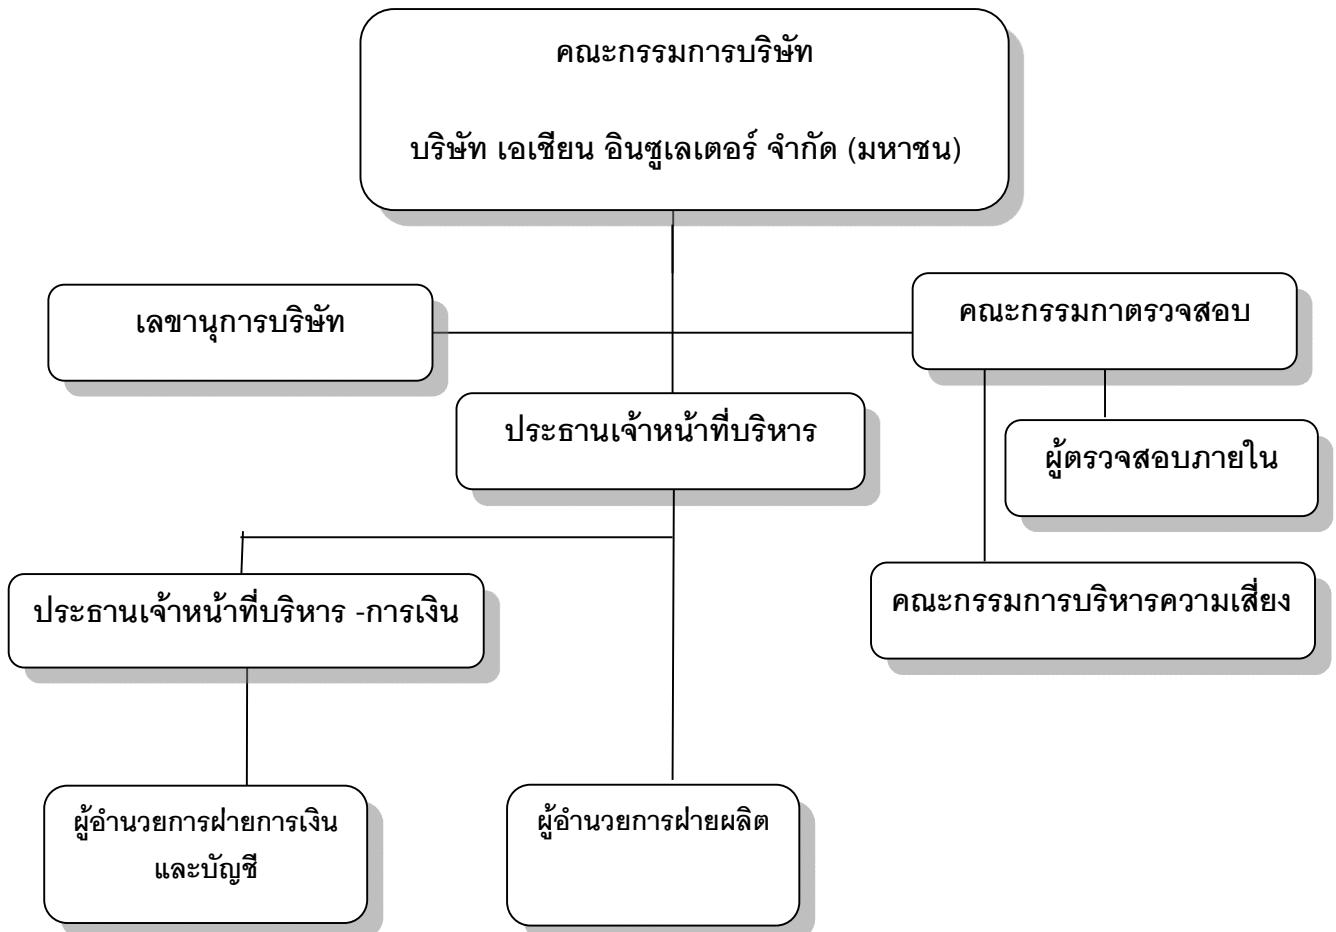 คณะกรรมการบริษัท
บริษัท เอเชียน อินซูเลเตอร์ จำกัด (มหาชน)
เลขานุการบริษัท
คณะกรรมกาตรวจสอบ
ประธานเจ้าหน้าที่บริหาร
ผู้ตรวจสอบภายใน
ประธานเจ้าหน้าที่บริหาร -การเงิน
คณะกรรมการบริหารความเสี่ยง
ผู้อำนวยการฝ่ายการเงิน
และบัญชี
ผู้อำนวยการฝ่ายผลิต